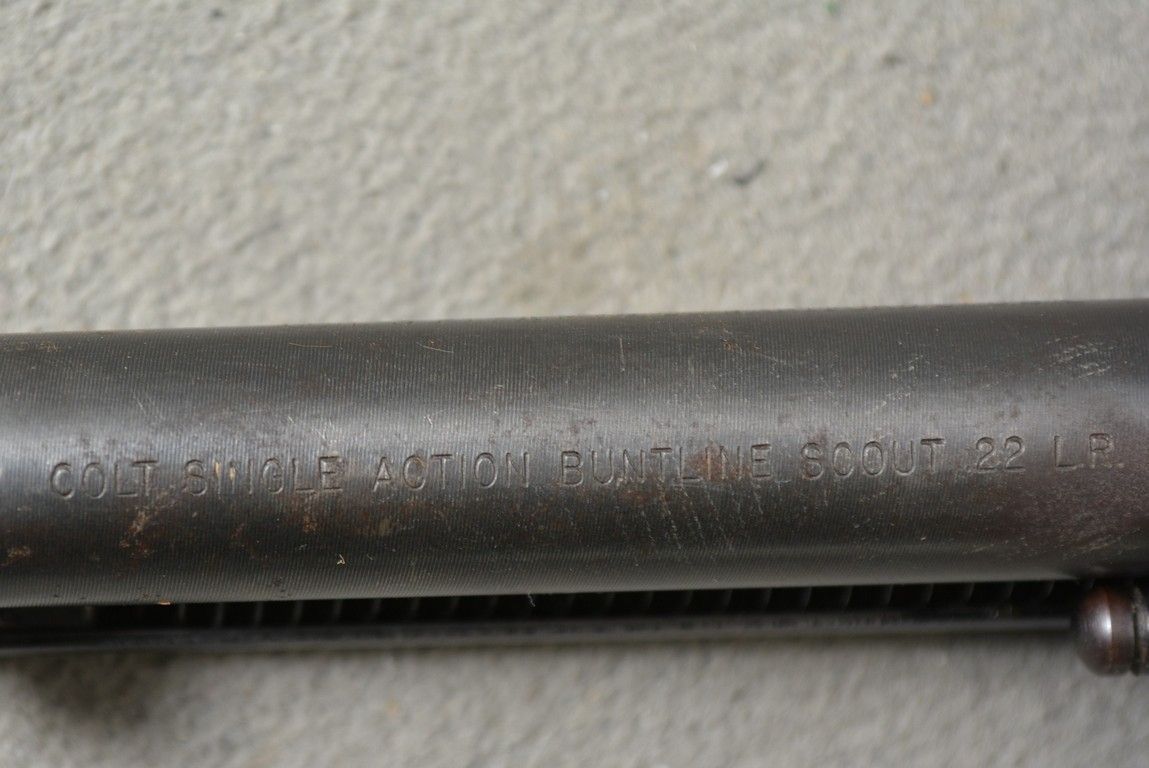 COLT SINGLE ACTION BUNTLINE SCOUT .22 L.R.